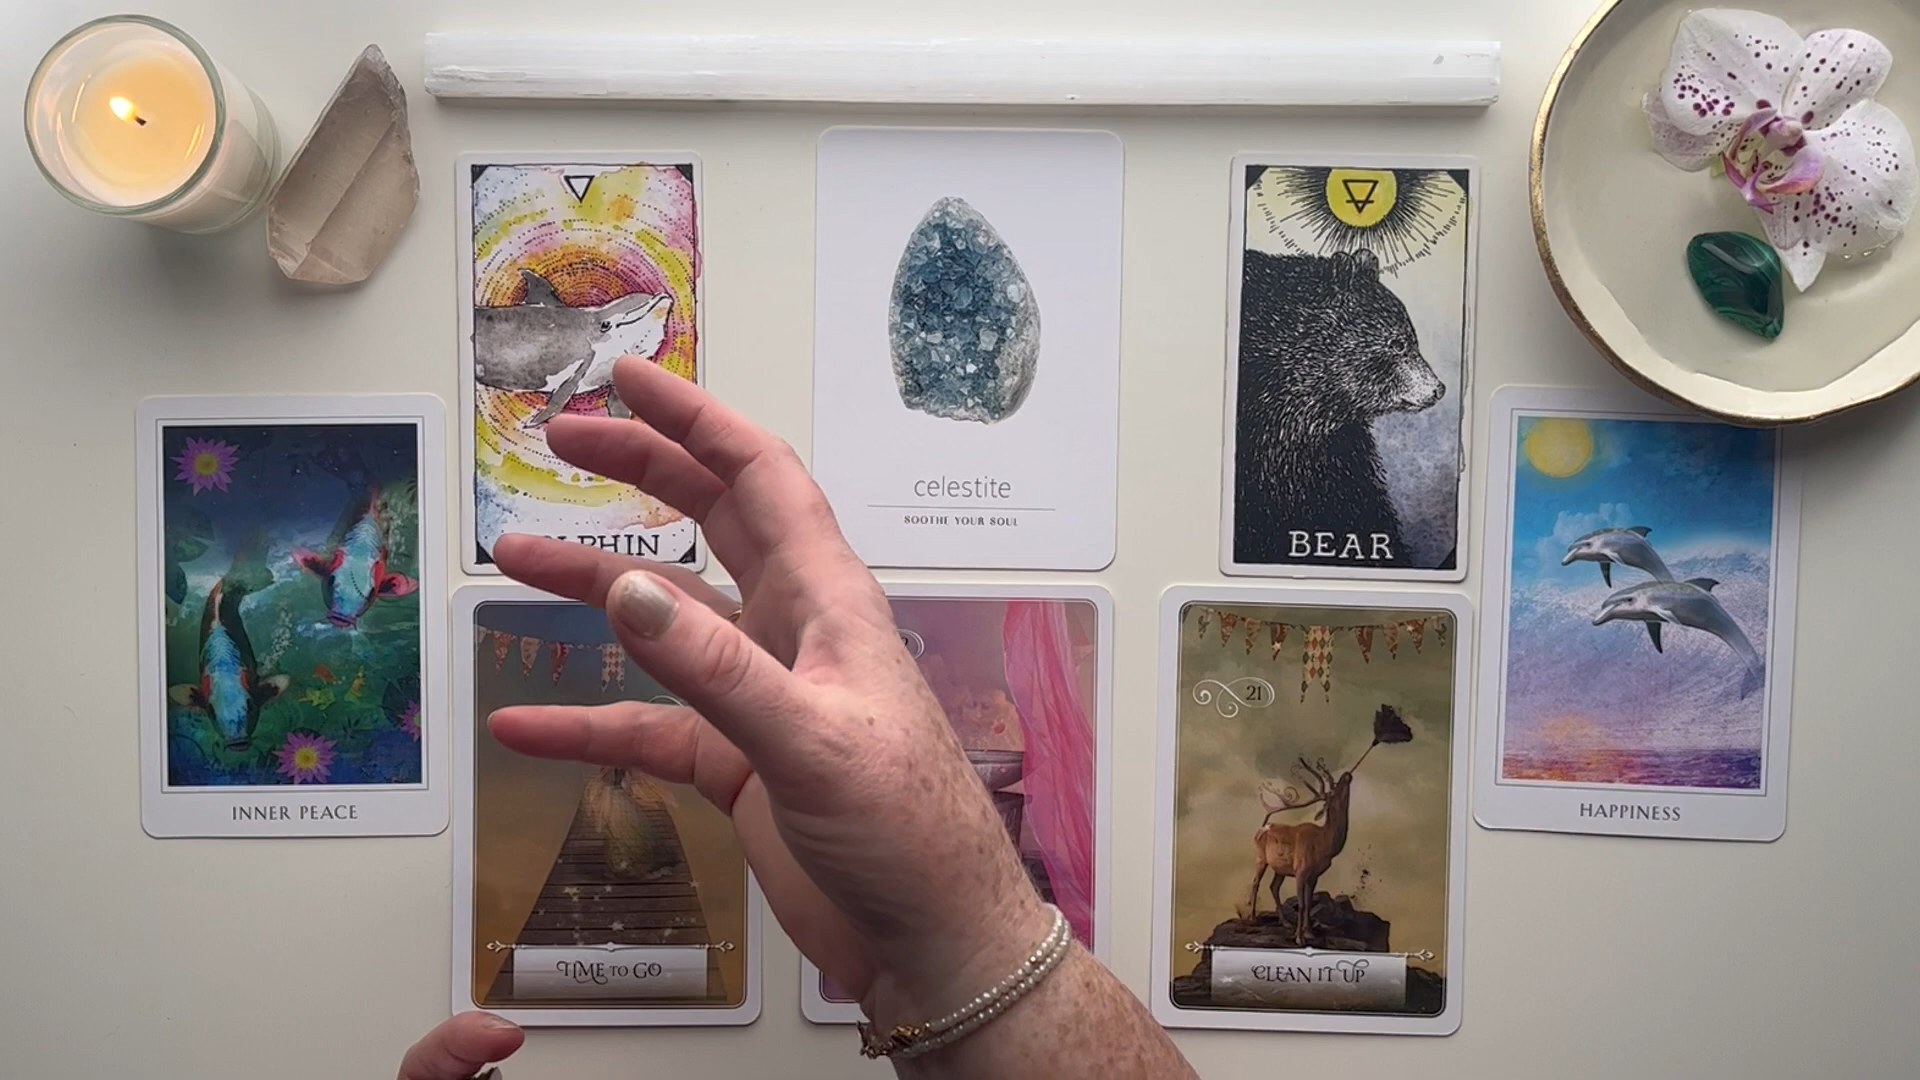 celestite
SOOTHE YOUR SOUL
BEAR
INNER PEACE
TIME TO GO
21
CLEAN IT UP
HAPPINESS